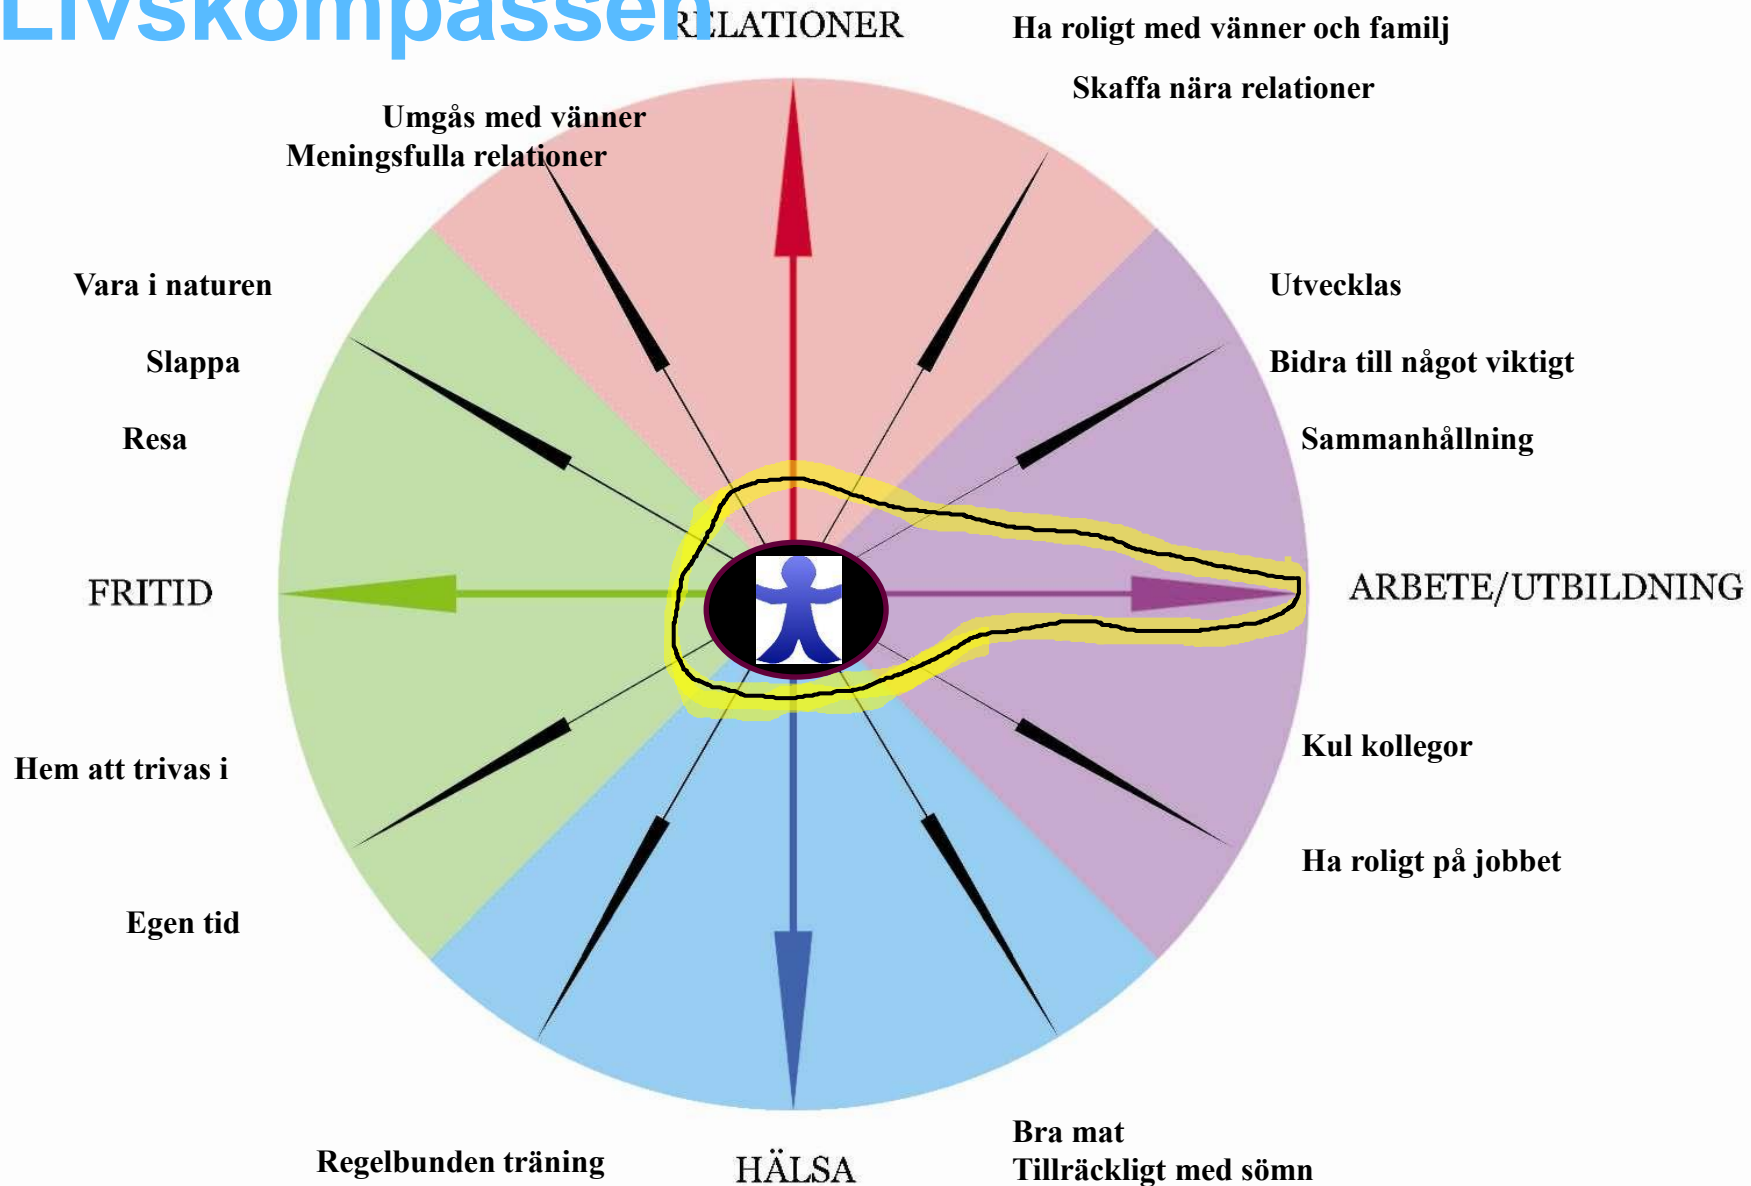 Livskompassen
RELATIONER
Ha roligt med vänner och familj
Skaffa nära relationer
Umgås med vänner
Meningsfulla relationer
Vara i naturen
Slappa
Resa
Utvecklas
Bidra till något viktigt
Sammanhållning
FRITID
ARBETE/UTBILDNING
Hem att trivas i
Egen tid
Kul kollegor
Ha roligt på jobbet
Regelbunden träning
HÄLSA
Bra mat
Tillräckligt med sömn